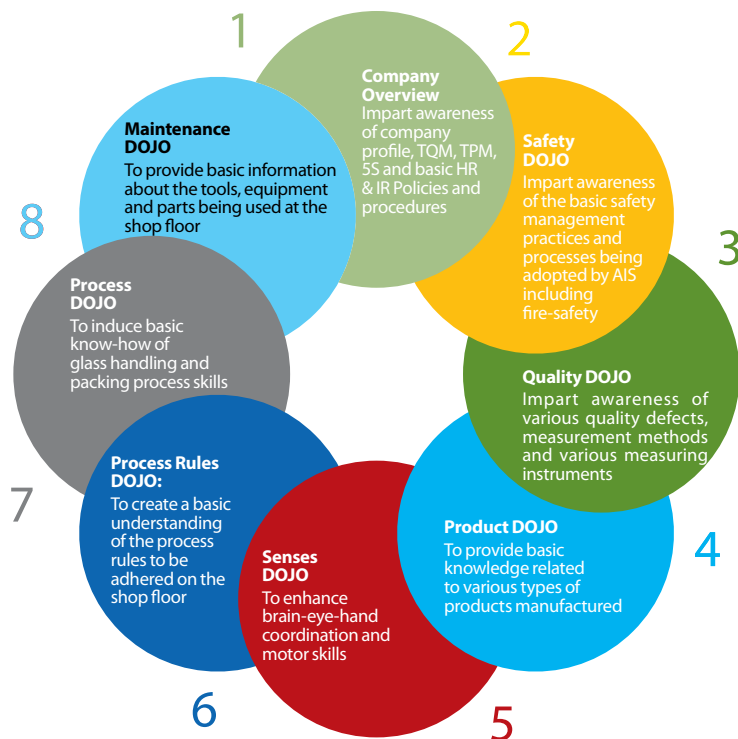 1
Company
Overview
Impart awareness
of company
profile, TQM, TPM,
5S and basic HR
& IR Policies and
procedures
2
Safety
DOJO
Impart awareness
of the basic safety
management
practices and
processes being
adopted by AIS
including
fire-safety
3
Quality DOJO
Impart awareness of
various quality defects,
measurement methods
and various measuring
instruments
4
Product DOJO
To provide basic
knowledge related
to various types of
products manufactured
5
Senses
DOJO
To enhance
brain-eye-hand
coordination and
motor skills
6
Process Rules
DOJO:
To create a basic
understanding
of the process
rules to be
adhered on the
shop floor
7
Process
DOJO
To induce basic
know-how of
glass handling and
packing process skills
8
Maintenance
DOJO
To provide basic information
about the tools, equipment
and parts being used at the
shop floor